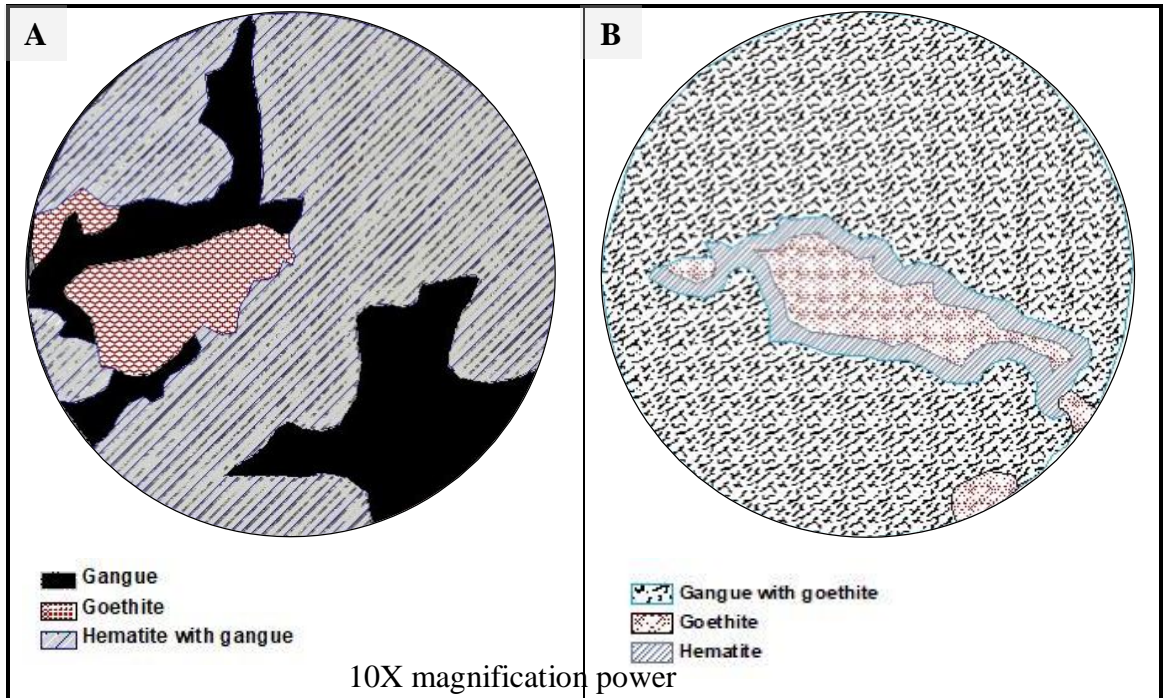 A
B
Gangue
Goethite
Hematite with gangue
Gangue with goethite
Goethite
Hematite
10X magnification power